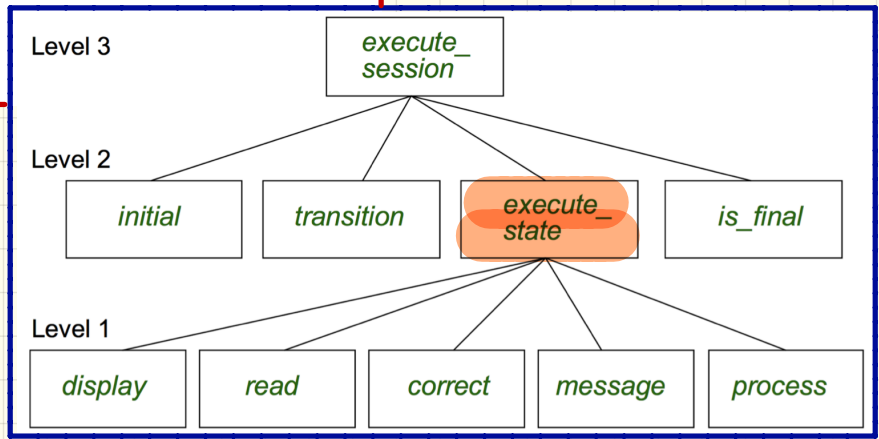 Level 3
execute_
session
Level 2
initial
transition
execute_
state
is_final
Level 1
display
read
correct
message
process